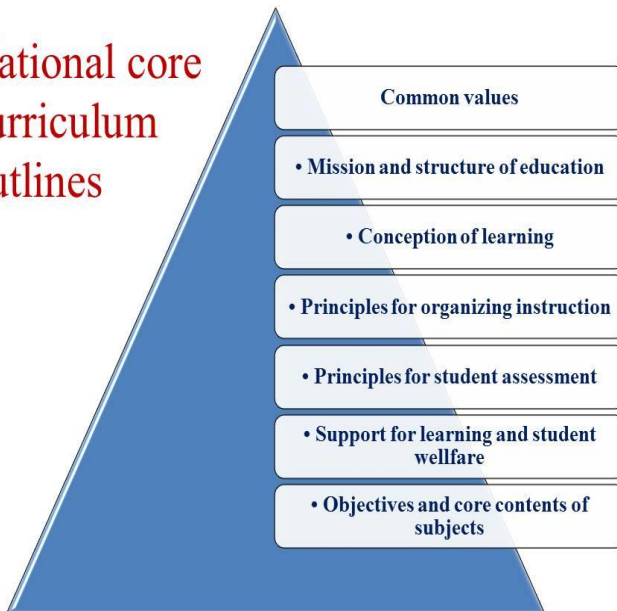 ational core
urriculum
utlines
Common values
• Mission and structure of education
• Conception of learning
• Principles for organizing instruction
• Principles for student assessment
• Support for learning and student
wellfare
• Objectives and core contents of
subjects